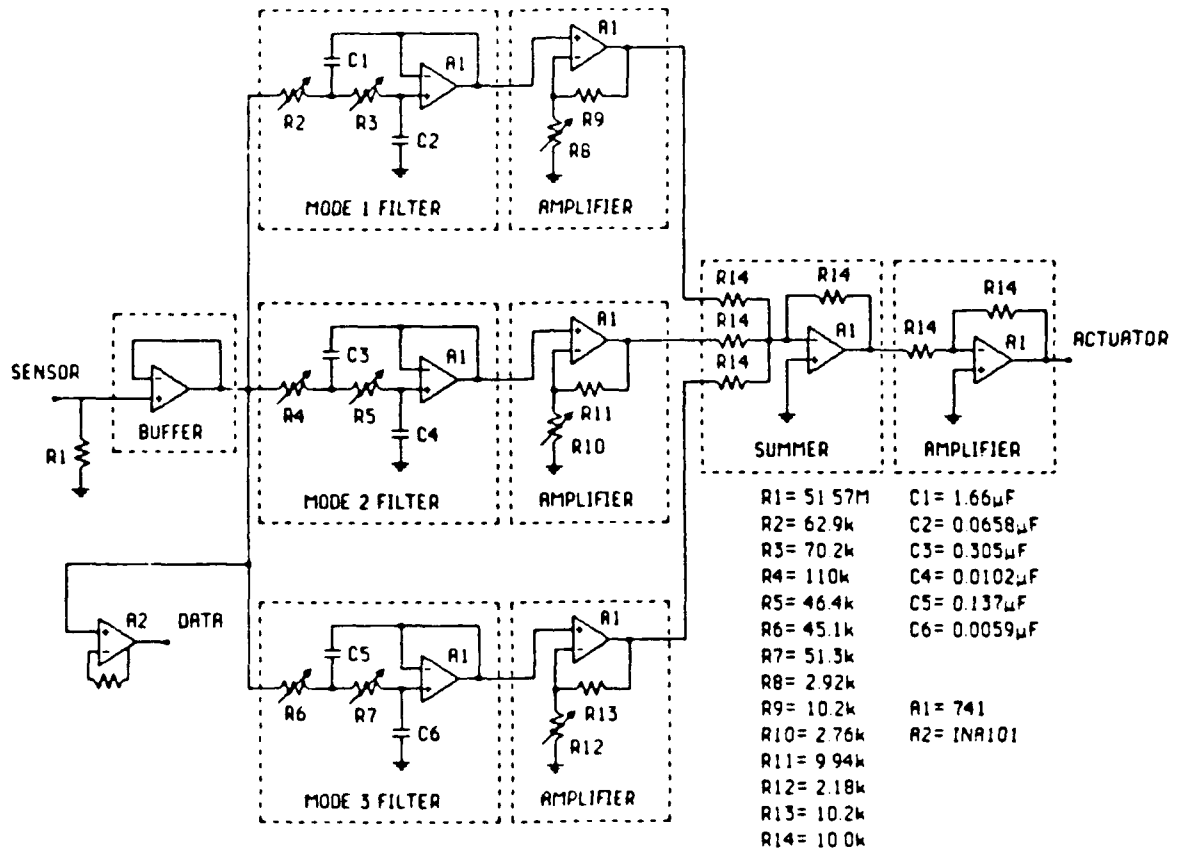 A1
C1
A1
R2
R3
R9
C2
R8
MODE 1 FILTER
AMPLIFIER
R14
R14
R14
A1
C3
A1
R14
A1
R14
A1
ACTUATOR
SENSOR
R14
R4
R5
R11
BUFFER
C4
R10
SUMMER
AMPLIFIER
R1
MODE 2 FILTER
AMPLIFIER
A2
DATA
A1
C5
A1
R6
R7
R13
C6
R12
MODE 3 FILTER
AMPLIFIER
R1= 51.57M
R2= 62.9k
R3= 70.2k
R4= 110k
R5= 46.4k
R6= 45.1k
R7= 51.3k
R8= 2.92k
R9= 10.2k
R10= 2.76k
R11= 9.94k
R12= 2.18k
R13= 10.2k
R14= 10.0k
C1= 1.66µF
C2= 0.0658µF
C3= 0.305µF
C4= 0.0102µF
C5= 0.137µF
C6= 0.0059µF
A1= 741
A2= INA101